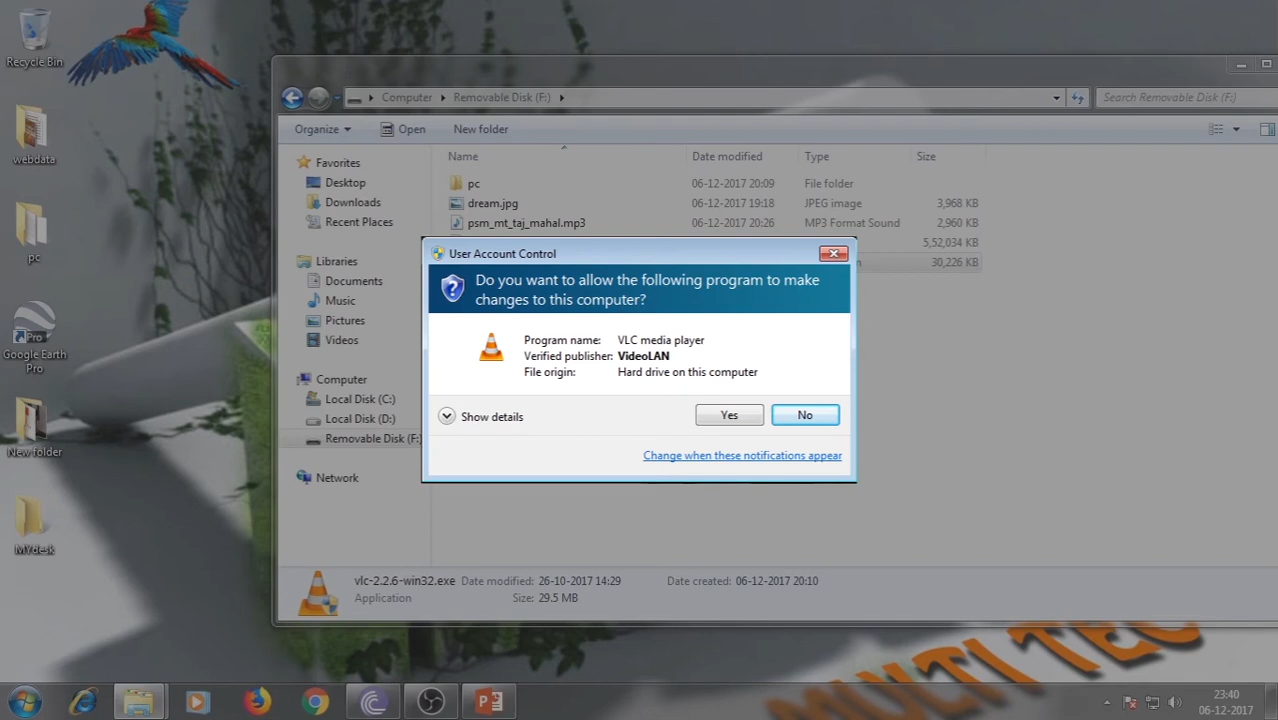 Recycle Bin
webdata
pc
Pro
Google Earth
Pro
New folder
MYdesk
Computer
Removable Disk (F:)
Search Removable Disk (F:)
Organize
Open
New folder
Name
Date modified
Type
Size
pc
06-12-2017 20:09
File folder
dream.jpg
06-12-2017 19:18
JPEG image
3,968 KB
psm_mt_taj_mahal.mp3
06-12-2017 20:26
MP3 Format Sound
2,960 KB
5,52,034 KB
30,226 KB
Favorites
Desktop
Downloads
Recent Places
Libraries
Documents
Music
Pictures
Videos
Computer
Local Disk (C:)
Local Disk (D:)
Removable Disk (F:
Network
User Account Control
Do you want to allow the following program to make
changes to this computer?
Program name: VLC media player
Verified publisher: VideoLAN
File origin: Hard drive on this computer
Show details
Yes
No
Change when these notifications appear
vlc-2.2.6-win32.exe Date modified: 26-10-2017 14:29 Date created: 06-12-2017 20:10
Application Size: 29.5 MB
MULTI TEC
23:40
06-12-2017